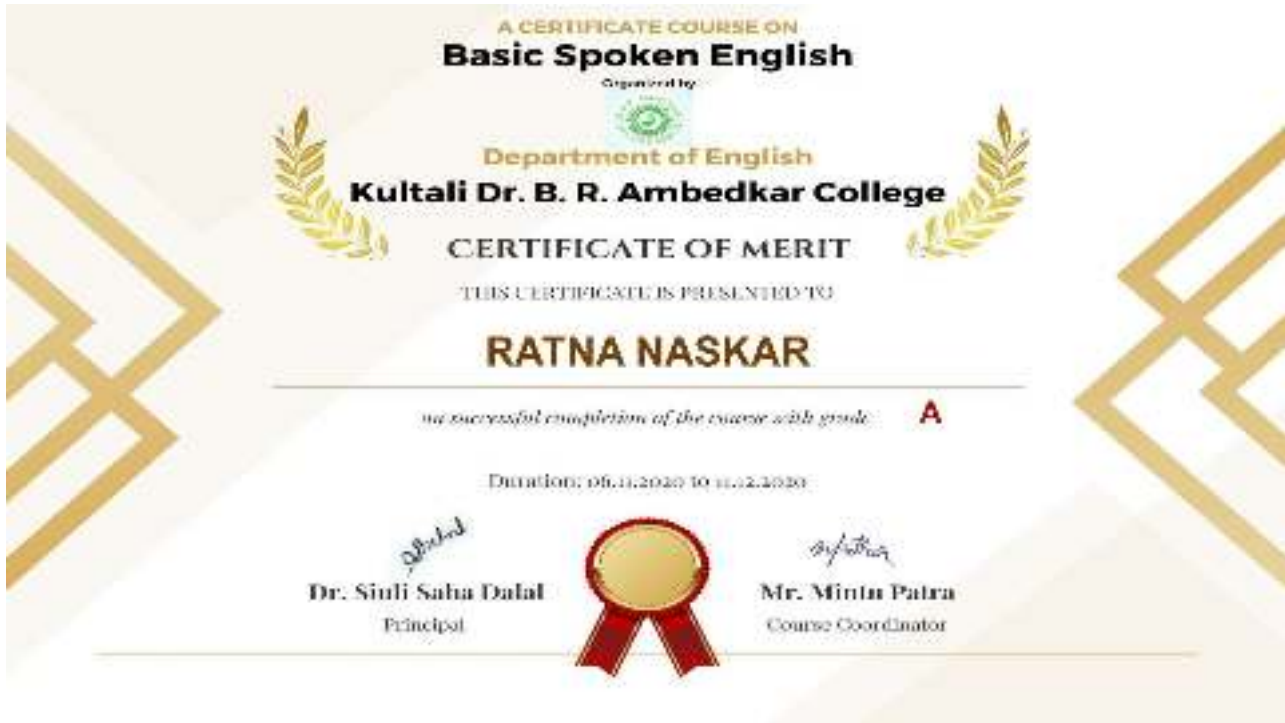 A CERTIFICATE COURSE ON
Basic Spoken English
Organized by
Department of English
Kultali Dr. B. R. Ambedkar College
CERTIFICATE OF MERIT
THIS CERTIFICATE IS PRESENTED TO
RATNA NASKAR
on successful completion of the course with grade A
Duration: 06.11.2020 to 11.12.2020
Dr. Siuli Saha Dalal Mr. Mintu Patra
Principal Course Coordinator